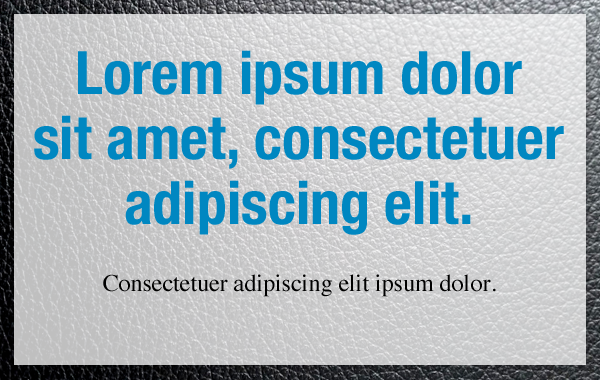 Lorem ipsum dolor
sit amet, consectetuer
adipiscing elit.
Consectetuer adipiscing elit ipsum dolor.